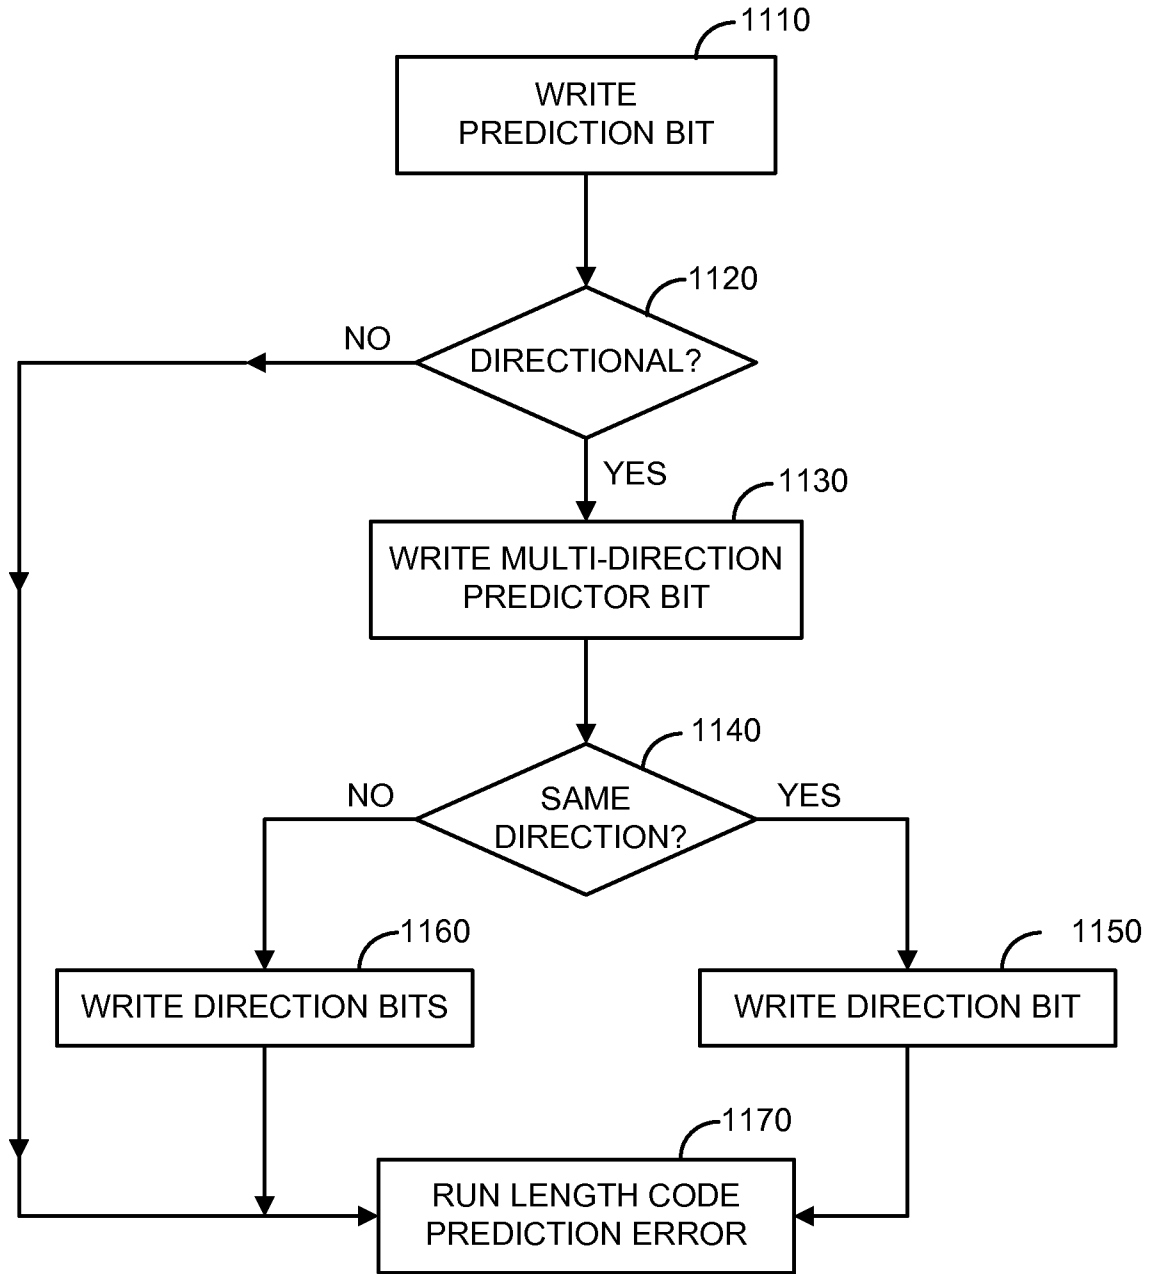 1110
WRITE
PREDICTION BIT
1120
NO
DIRECTIONAL?
YES
1130
WRITE MULTI-DIRECTION
PREDICTOR BIT
1140
NO
SAME
DIRECTION?
YES
1160
1150
WRITE DIRECTION BITS
WRITE DIRECTION BIT
1170
RUN LENGTH CODE
PREDICTION ERROR